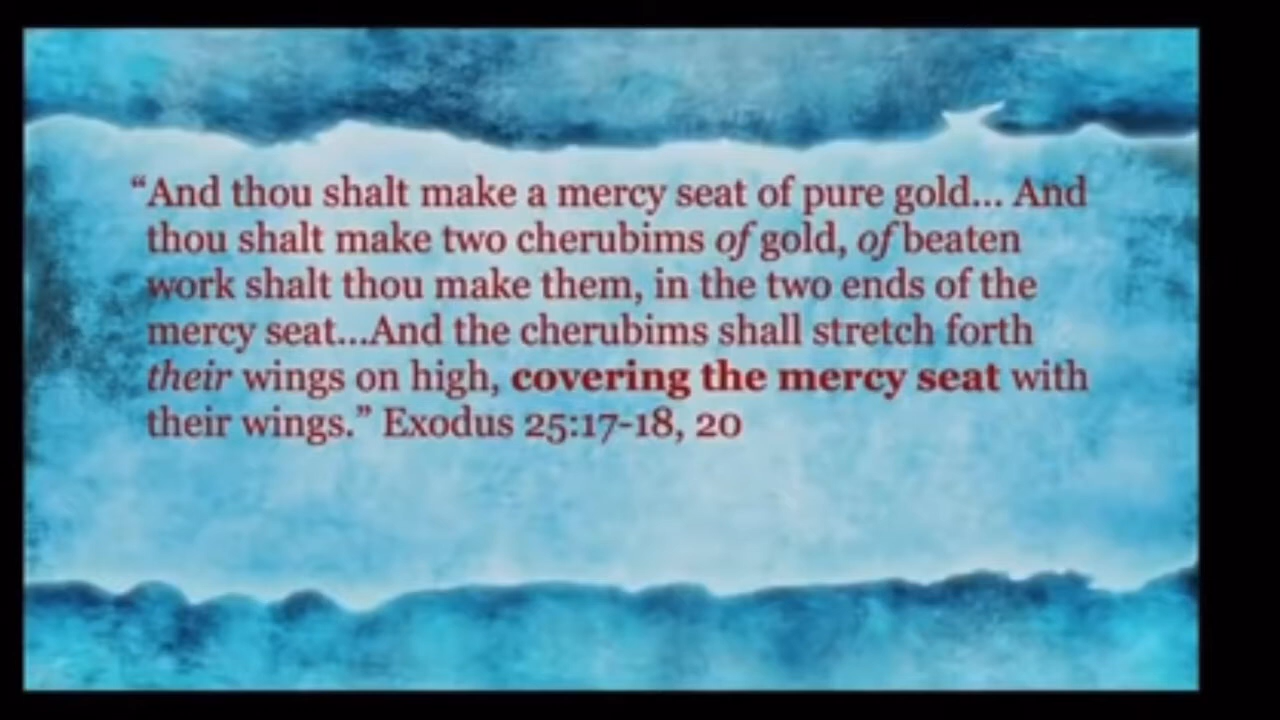 “And thou shalt make a mercy seat of pure gold... And
thou shalt make two cherubims of gold, of beaten
work shalt thou make them, in the two ends of the
mercy seat...And the cherubims shall stretch forth
their wings on high, covering the mercy seat with
their wings.” Exodus 25:17-18, 20